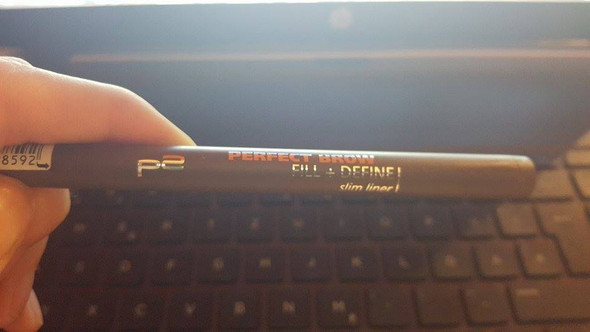 8592
p2
PERFECT BROW
FILL + DEFINE!
slim liner